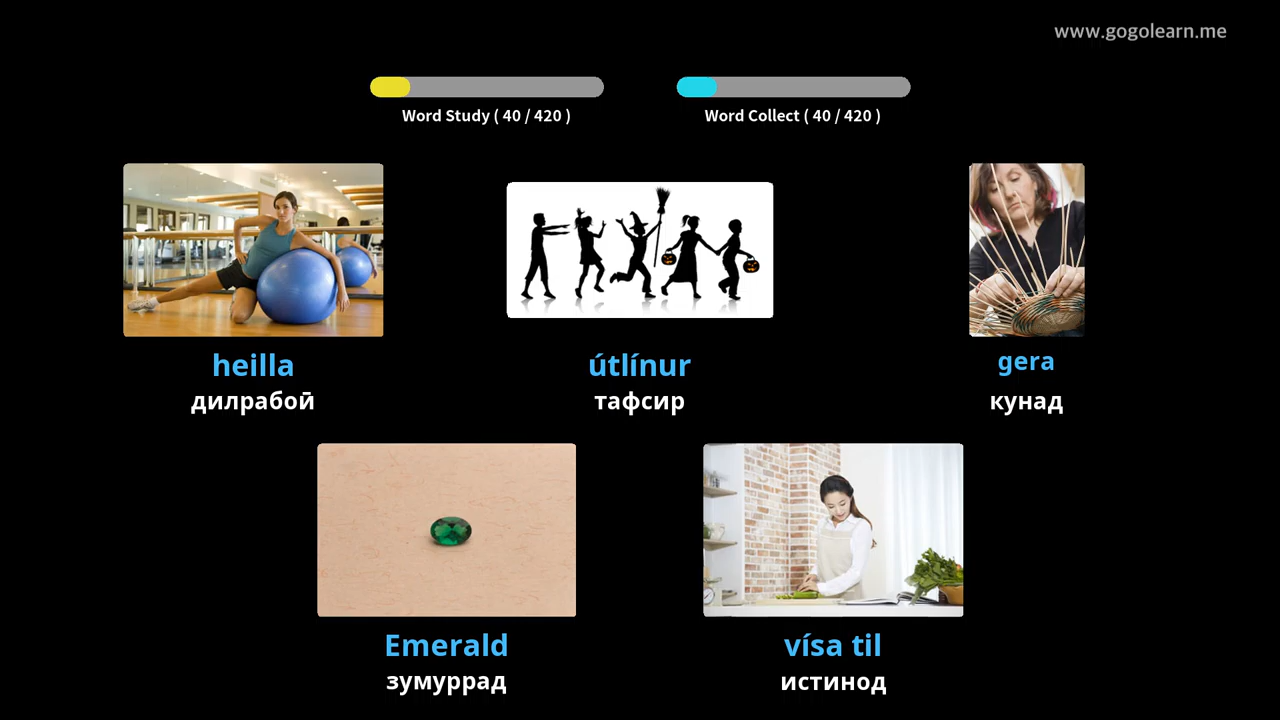 www.gogolearn.me
Word Study ( 40 / 420 )
Word Collect ( 40 / 420 )
heilla
дилрабоӣ
útlínur
тафсир
gera
кунад
Emerald
зумуррад
vísa til
истинод